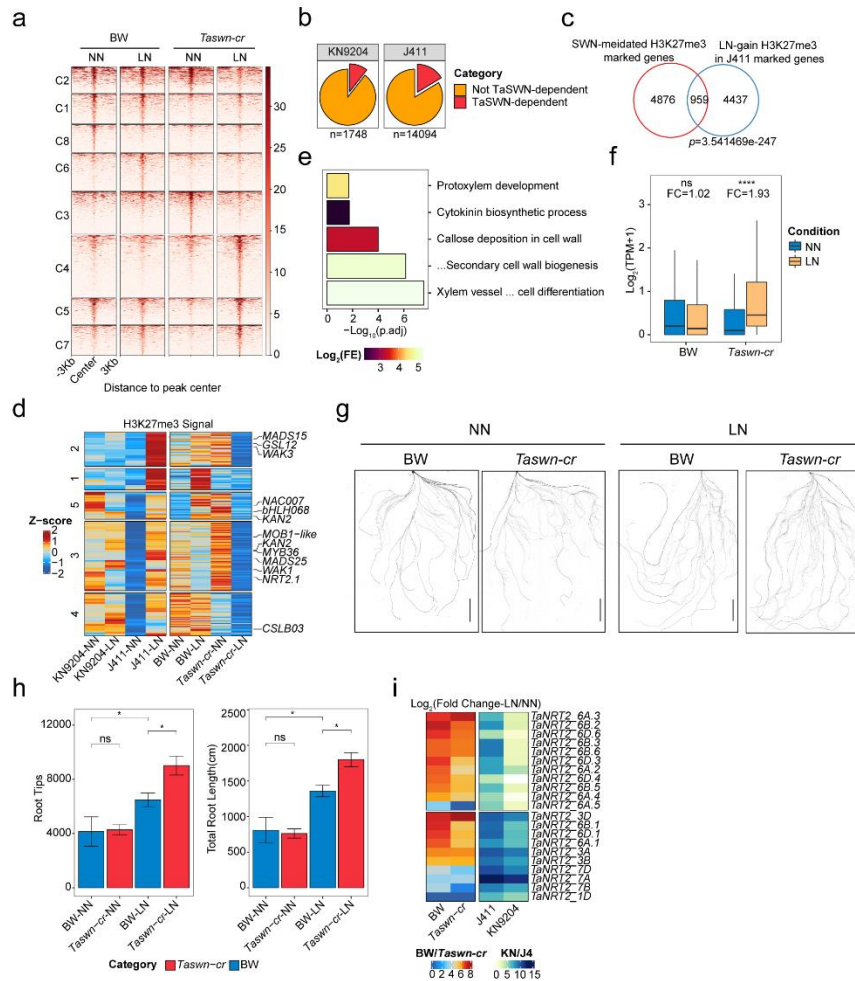 a
BW
Taswn-cr
NN
LN
NN
LN
C2
C1
C8
C6
C3
C4
C5
C7
30
25
20
15
10
5
0
-3Kb
Center
3Kb
Distance to peak center
b
KN9204
J411
n=1748
n=14094
Category
Not TaSWN-dependent
TaSWN-dependent
c
SWN-meidated H3K27me3
marked genes
LN-gain H3K27me3
in J411 marked genes
4876
959
4437
p=3.541469e-247
e
Protoxylem development
Cytokinin biosynthetic process
Callose deposition in cell wall
...Secondary cell wall biogenesis
Xylem vessel ... cell differentiation
0 2 4 6
−Log10(p.adj)
Log2(FE)
3 4 5
f
ns
FC=1.02
****
FC=1.93
Log2(TPM+1)
3
2
1
0
BW
Taswn-cr
Condition
NN
LN
d
H3K27me3 Signal
2
1
5
3
4
Z−score
2
1
0
−1
−2
MADS15
GSL12
WAK3
NAC007
bHLH068
KAN2
MOB1-like
KAN2
MYB36
MADS25
WAK1
NRT2.1
CSLB03
KN9204-NN
KN9204-LN
J411-NN
J411-LN
BW-NN
BW-LN
Taswn-cr-NN
Taswn-cr-LN
g
NN
LN
BW
Taswn-cr
BW
Taswn-cr
h
Root Tips
12000
8000
4000
0
*
ns
*
BW-NN
Taswn-cr-NN
BW-LN
Taswn-cr-LN
Total Root Length(cm)
2500
2000
1500
1000
500
0
*
ns
*
BW-NN
Taswn-cr-NN
BW-LN
Taswn-cr-LN
Category
Taswn-cr
BW
i
Log2(Fold Change-LN/NN)
TaNRT2_6A.3
TaNRT2_6B.2
TaNRT2_6D.6
TaNRT2_6B.3
TaNRT2_6B.6
TaNRT2_6D.3
TaNRT2_6A.2
TaNRT2_6D.4
TaNRT2_6B.5
TaNRT2_6A.4
TaNRT2_6A.5
TaNRT2_3D
TaNRT2_6B.1
TaNRT2_6D.1
TaNRT2_6A.1
TaNRT2_3A
TaNRT2_3B
TaNRT2_7D
TaNRT2_7A
TaNRT2_7B
TaNRT2_1D
BW
Taswn-cr
J411
KN9204
BW/Taswn-cr
0 2 4 6 8
KN/J4
0 5 10 15